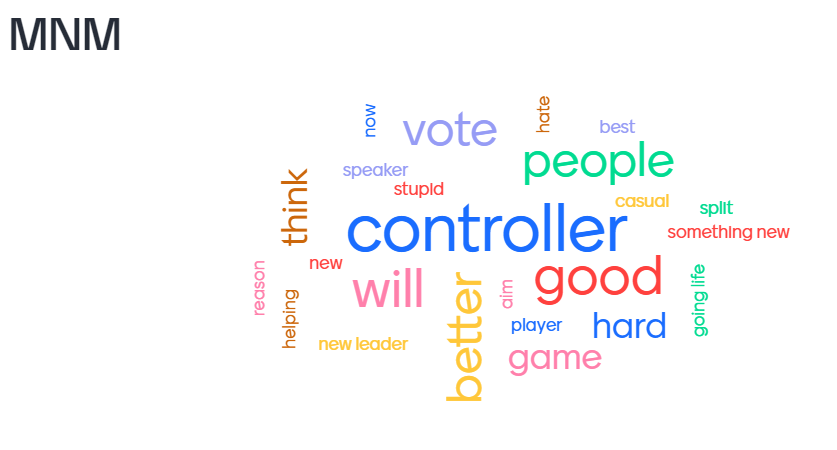 MNM
now
vote
hate
best
people
speaker
stupid
think
casual
split
controller
something new
new
reason
will
good
going life
better
aim
helping
player
hard
new leader
game